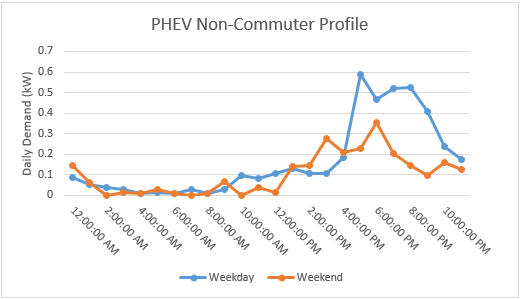 PHEV Non-Commuter Profile
Daily Demand (kW)
0.7
0.6
0.5
0.4
0.3
0.2
0.1
0
12:00:00 AM
2:00:00 AM
4:00:00 AM
6:00:00 AM
8:00:00 AM
10:00:00 AM
12:00:00 PM
2:00:00 PM
4:00:00 PM
6:00:00 PM
8:00:00 PM
10:00:00 PM
Weekday Weekend